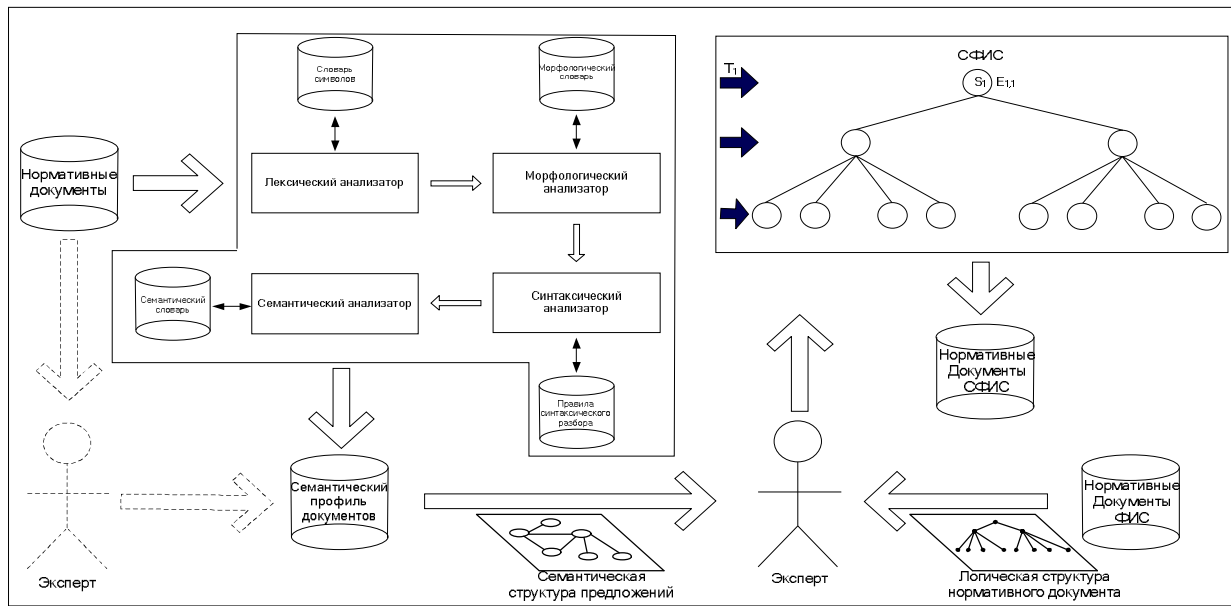 Словарь
символов
Морфологический
словарь
СФИС
T1
S1 E1,1
Нормативные
документы
Лексический анализатор
Морфологический
анализатор
Семантический
словарь
Семантический анализатор
Синтаксический
анализатор
Нормативные
Документы
СФИС
Правила
синтаксического
разбора
Семантический
профиль
документов
Нормативные
Документы
ФИС
Эксперт
Семантическая
структура предложений
Эксперт
Логическая структура
нормативного документа